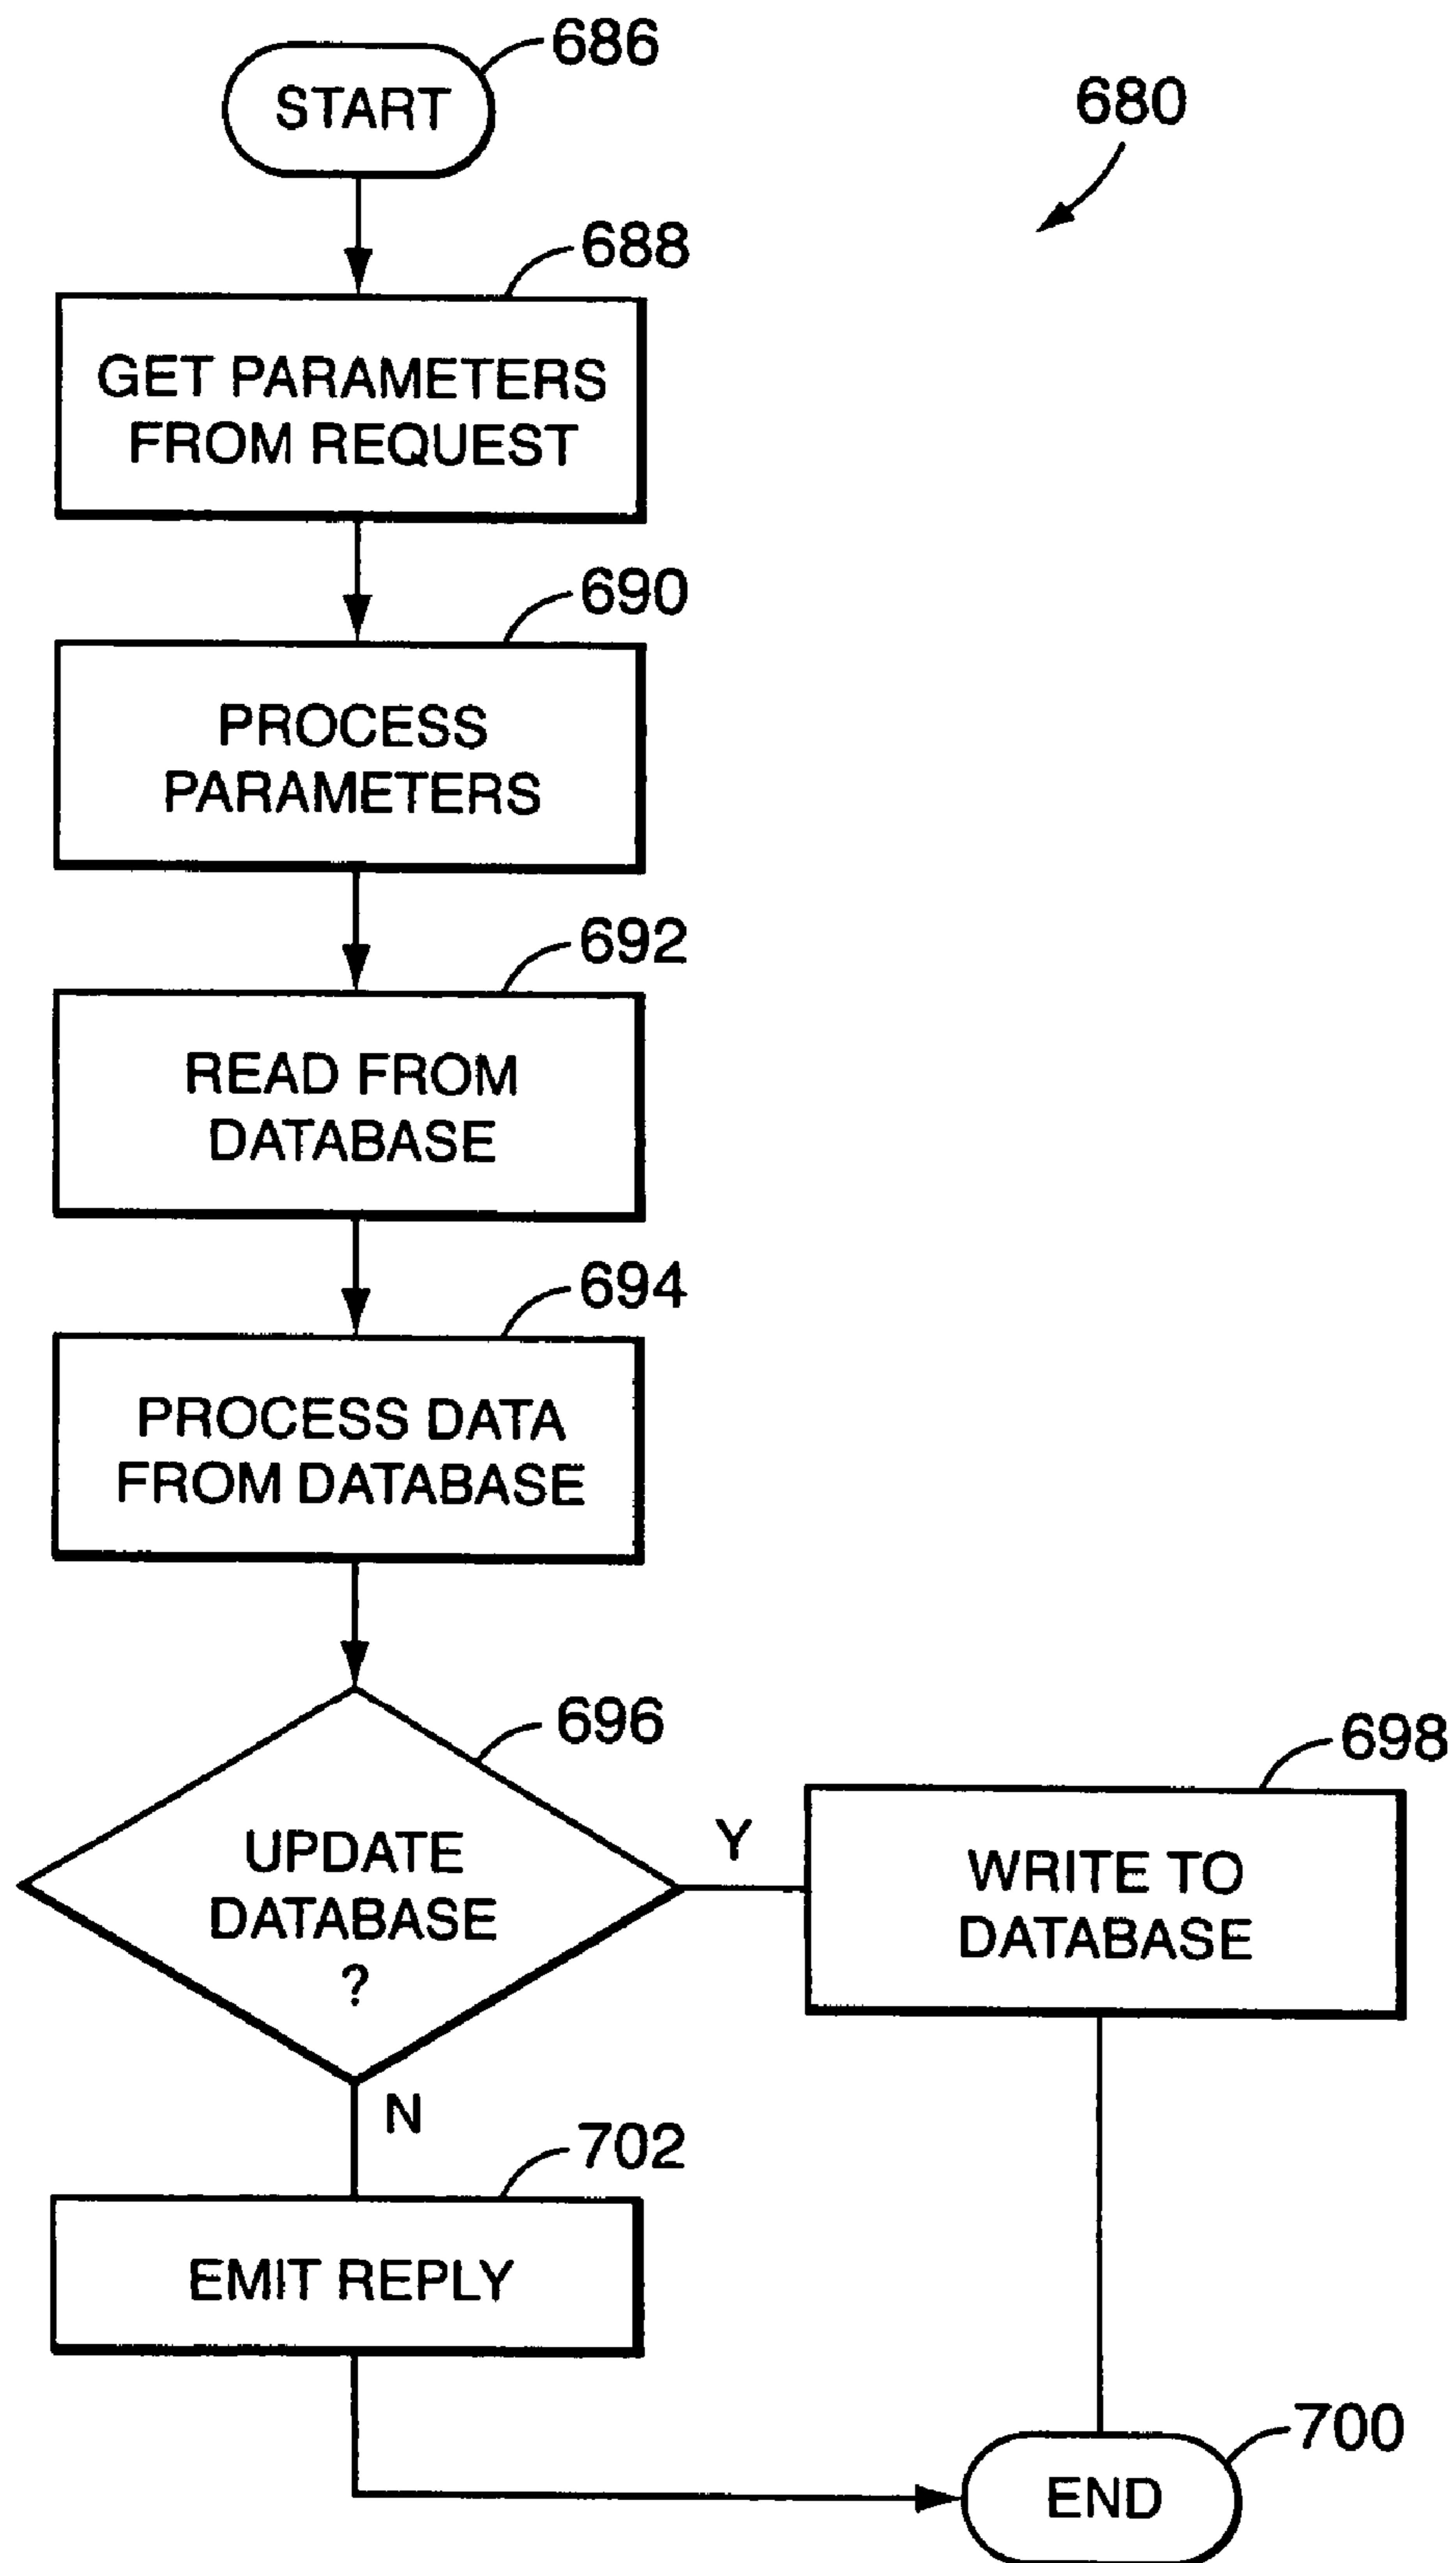 686
START
680
688
GET PARAMETERS
FROM REQUEST
690
PROCESS
PARAMETERS
692
READ FROM
DATABASE
694
PROCESS DATA
FROM DATABASE
696
698
UPDATE
DATABASE
?
Y
WRITE TO
DATABASE
N
702
EMIT REPLY
700
END